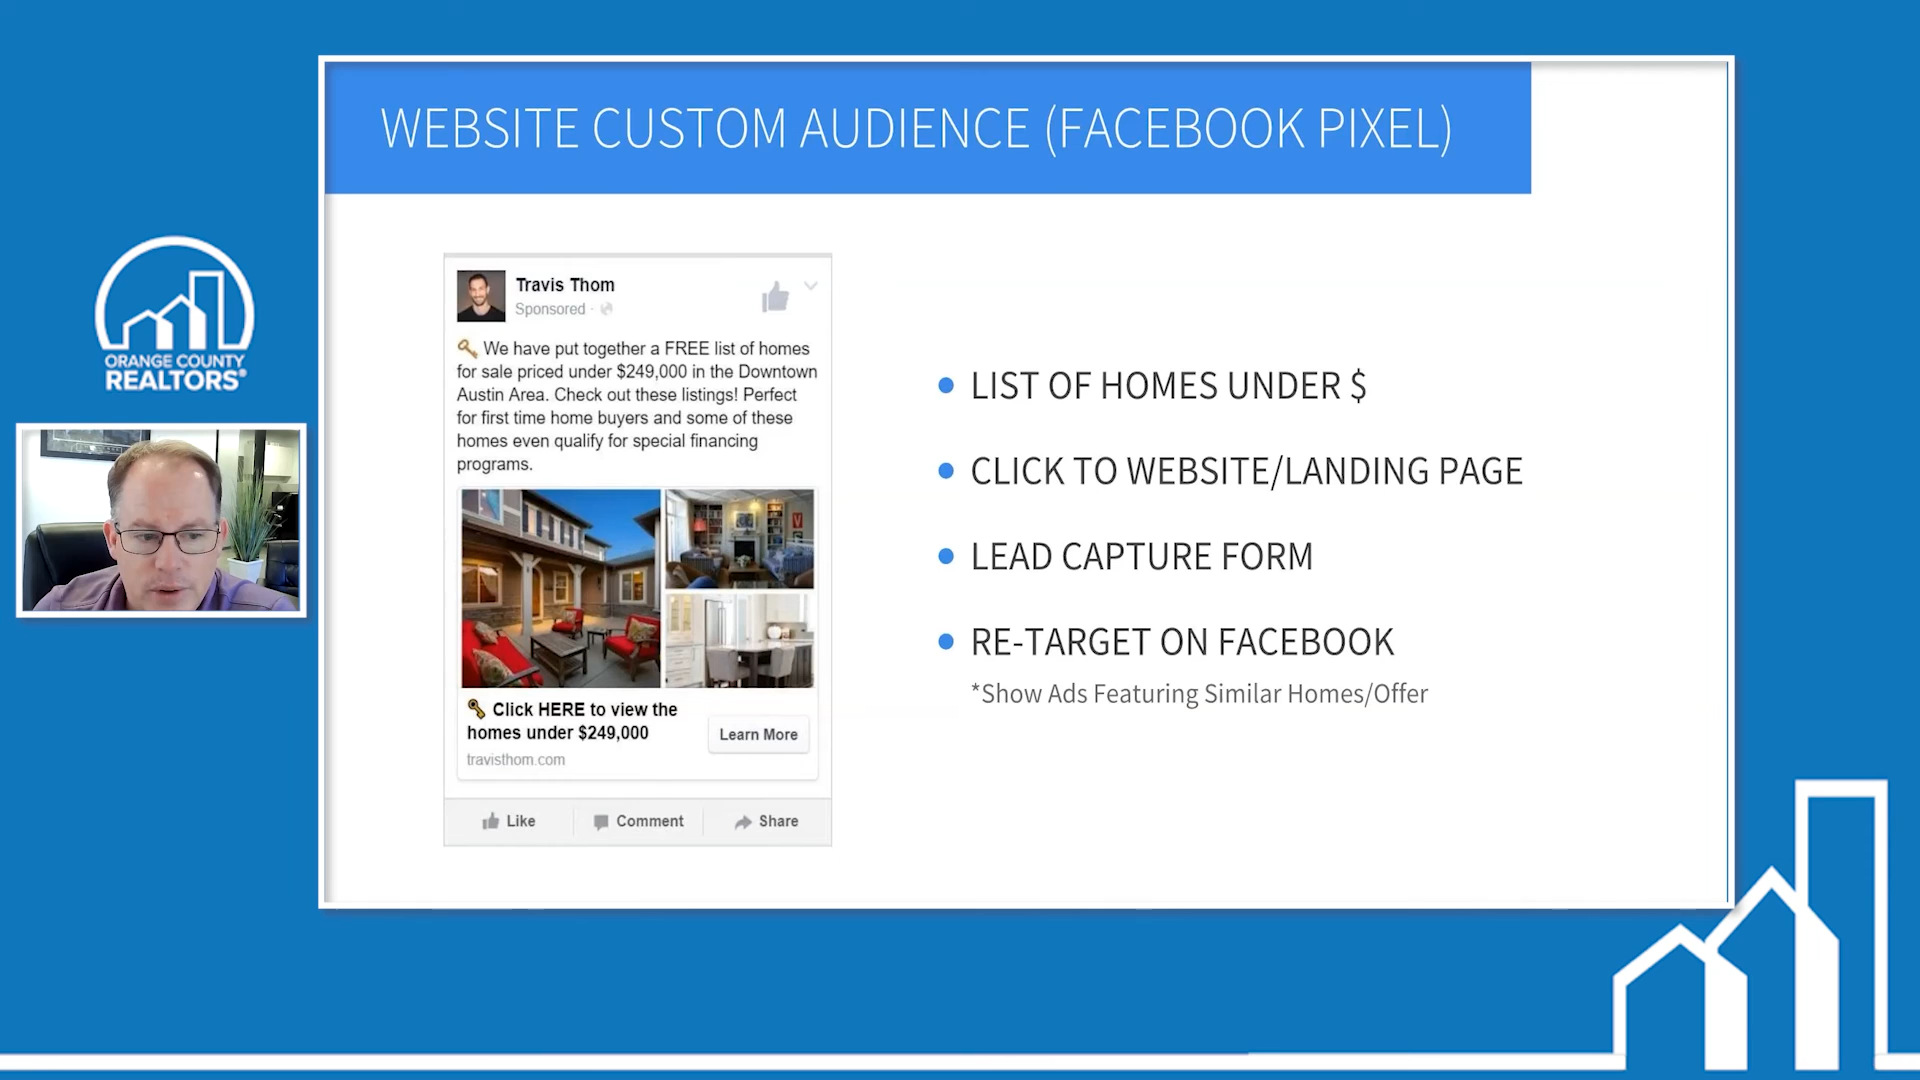 WEBSITE CUSTOM AUDIENCE (FACEBOOK PIXEL)
ORANGE COUNTY
REALTORS®
Travis Thom
Sponsored ·
We have put together a FREE list of homes
for sale priced under $249,000 in the Downtown
Austin Area. Check out these listings! Perfect
for first time home buyers and some of these
homes even qualify for special financing
programs.
Click HERE to view the
homes under $249,000
Learn More
travisthom.com
Like
Comment
Share
• LIST OF HOMES UNDER $
• CLICK TO WEBSITE/LANDING PAGE
• LEAD CAPTURE FORM
• RE-TARGET ON FACEBOOK
*Show Ads Featuring Similar Homes/Offer